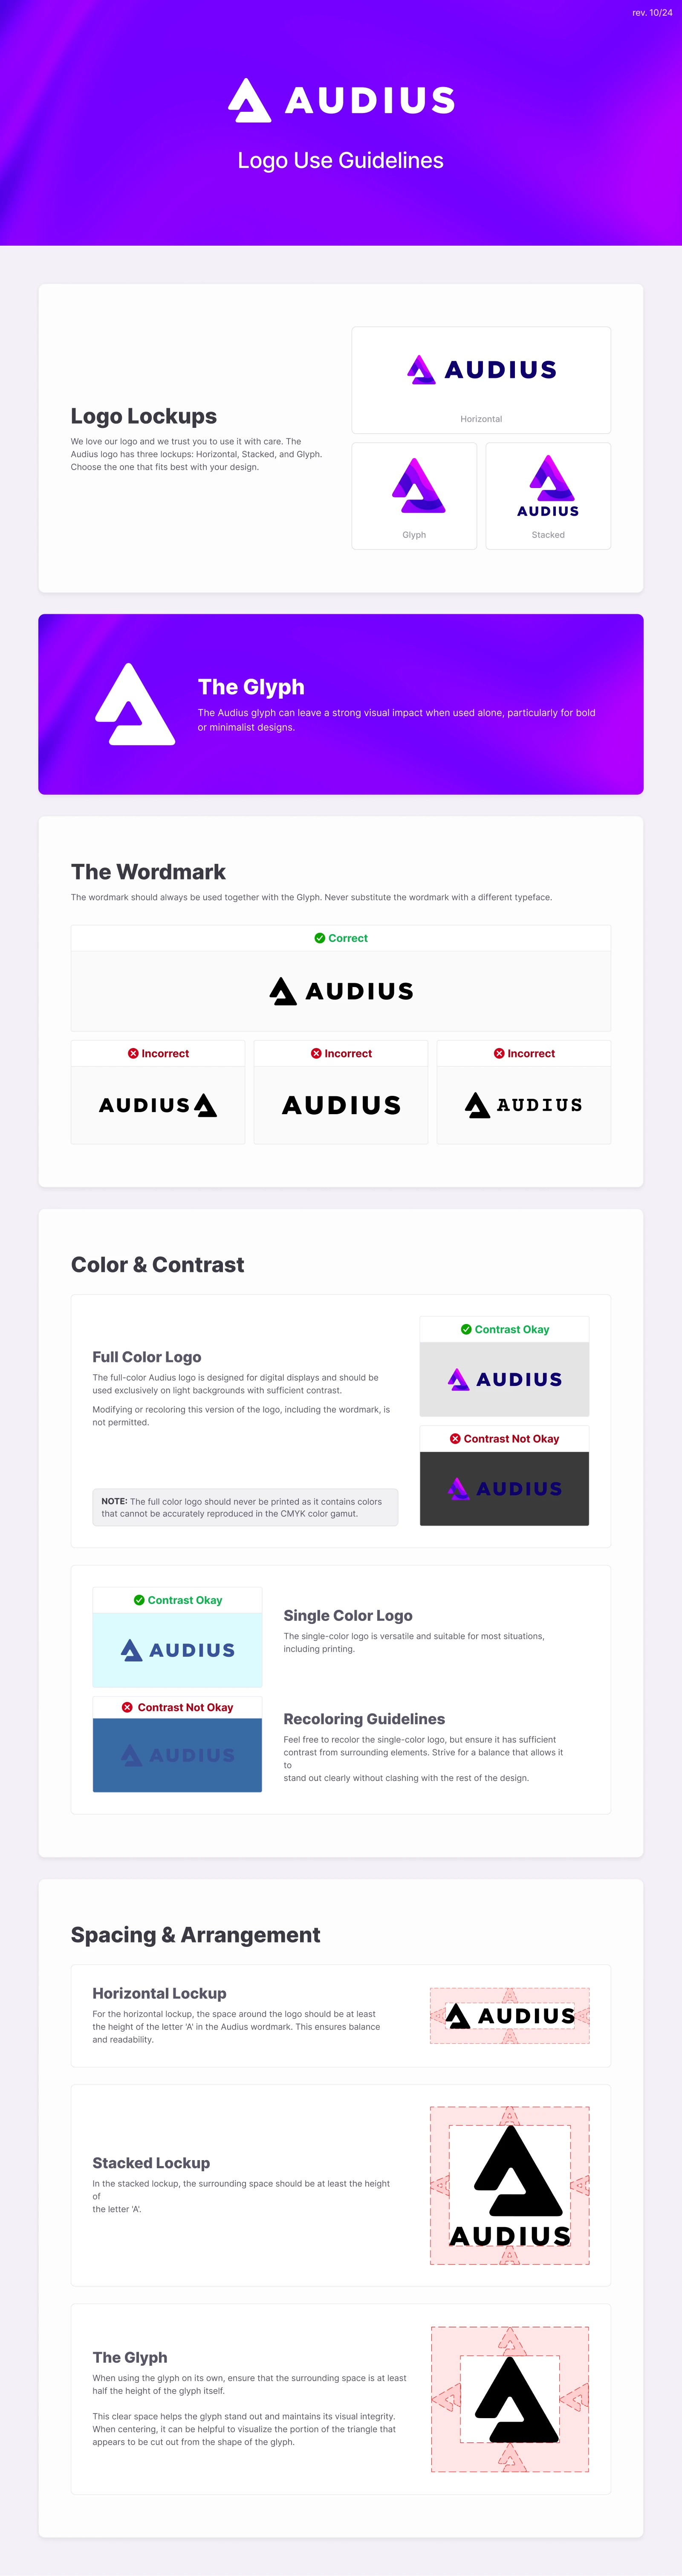 rev. 10/24
AUDIUS
Logo Use Guidelines
Logo Lockups
We love our logo and we trust you to use it with care. The
Audius logo has three lockups: Horizontal, Stacked, and Glyph.
Choose the one that fits best with your design.
AUDIUS
Horizontal
Glyph
AUDIUS
Stacked
The Glyph
The Audius glyph can leave a strong visual impact when used alone, particularly for bold
or minimalist designs.
The Wordmark
The wordmark should always be used together with the Glyph. Never substitute the wordmark with a different typeface.
Correct
AUDIUS
Incorrect
AUDIUS
Incorrect
AUDIUS
Incorrect
AUDIUS
Color & Contrast
Full Color Logo
The full-color Audius logo is designed for digital displays and should be
used exclusively on light backgrounds with sufficient contrast.
Modifying or recoloring this version of the logo, including the wordmark, is
not permitted.
NOTE: The full color logo should never be printed as it contains colors
that cannot be accurately reproduced in the CMYK color gamut.
Contrast Okay
AUDIUS
Contrast Not Okay
AUDIUS
Contrast Okay
AUDIUS
Contrast Not Okay
AUDIUS
Single Color Logo
The single-color logo is versatile and suitable for most situations,
including printing.
Recoloring Guidelines
Feel free to recolor the single-color logo, but ensure it has sufficient
contrast from surrounding elements. Strive for a balance that allows it
to
stand out clearly without clashing with the rest of the design.
Spacing & Arrangement
Horizontal Lockup
For the horizontal lockup, the space around the logo should be at least
the height of the letter 'A' in the Audius wordmark. This ensures balance
and readability.
AUDIUS
Stacked Lockup
In the stacked lockup, the surrounding space should be at least the height
of
the letter 'A'.
AUDIUS
The Glyph
When using the glyph on its own, ensure that the surrounding space is at least
half the height of the glyph itself.
This clear space helps the glyph stand out and maintains its visual integrity.
When centering, it can be helpful to visualize the portion of the triangle that
appears to be cut out from the shape of the glyph.